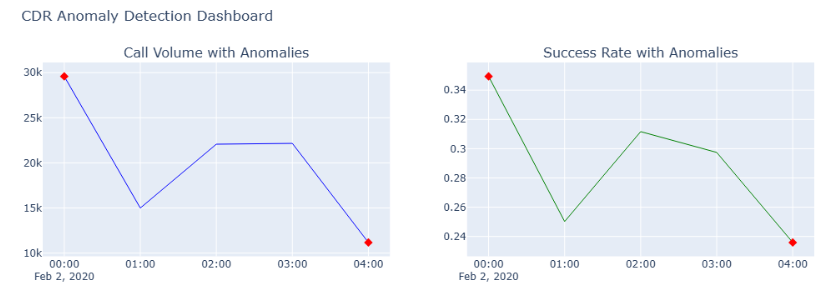 CDR Anomaly Detection Dashboard
Call Volume with Anomalies
30k
25k
20k
15k
10k
00:00 01:00 02:00 03:00 04:00
Feb 2, 2020
Success Rate with Anomalies
0.34
0.32
0.3
0.28
0.26
0.24
00:00 01:00 02:00 03:00 04:00
Feb 2, 2020